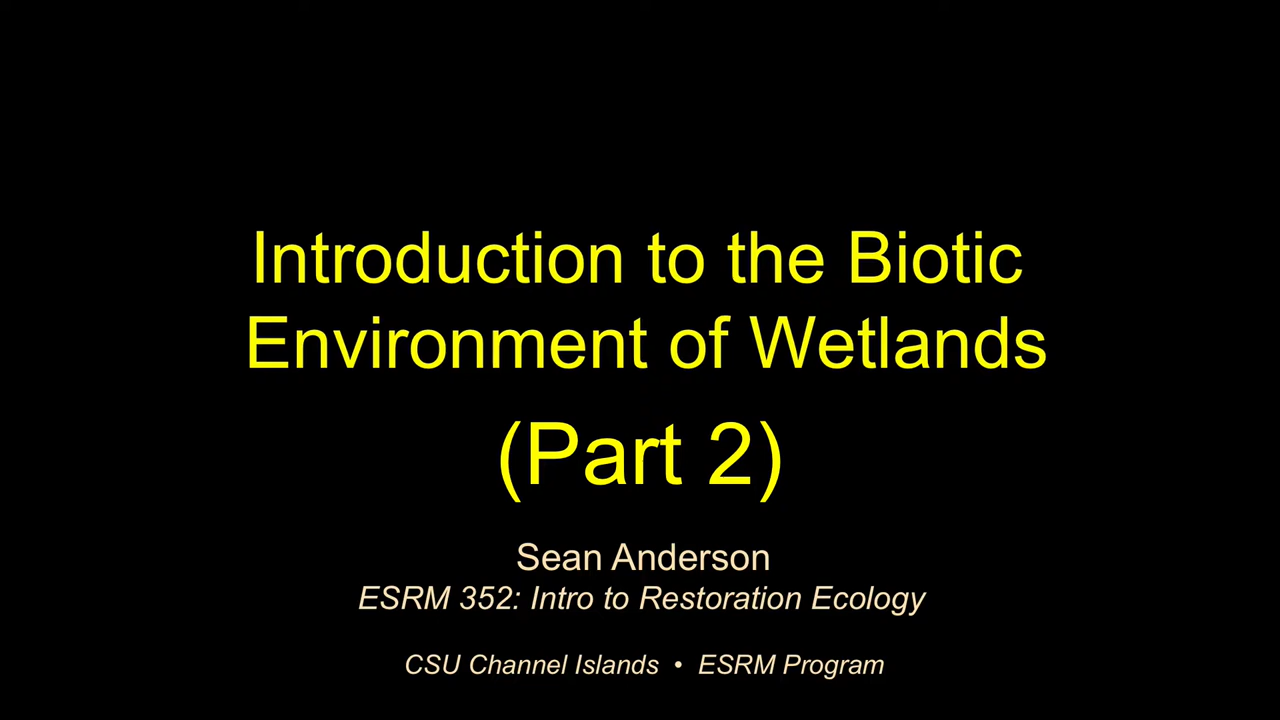 Introduction to the Biotic
Environment of Wetlands
(Part 2)
Sean Anderson
ESRM 352: Intro to Restoration Ecology
CSU Channel Islands • ESRM Program